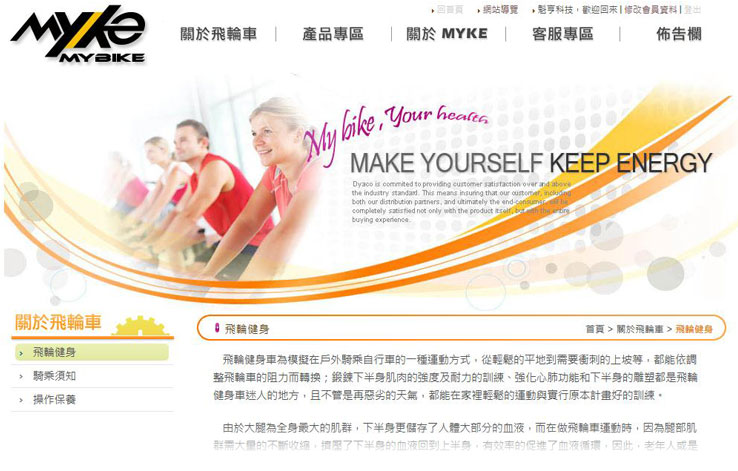 回首頁 網站導覽 魁亨科技，歡迎回來 | 修改會員資料 | 登出
MYKE
MYBIKE
關於飛輪車 產品專區 關於 MYKE 客服專區 佈告欄
My bike, Your health
MAKE YOURSELF KEEP ENERGY
Dyaco is commited to providing customer satisfaction over and above
the industry standard. This means insuring that our customer, including
both our distribution partners, and ultimately the end-consumer, will be
completely satisfied not only with the product itself, but with the entire
buying experience.
關於飛輪車
飛輪健身
騎乘須知
操作保養
飛輪健身 首頁 > 關於飛輪車 > 飛輪健身
飛輪健身車為模擬在戶外騎乘自行車的一種運動方式，從輕鬆的平地到需要衝刺的上坡等，都能依調
整飛輪車的阻力而轉換；鍛鍊下半身肌肉的強度及耐力的訓練、強化心肺功能和下半身的雕塑都是飛輪
健身車迷人的地方，且不管是再惡劣的天氣，都能在家裡輕鬆的運動與實行原本計畫好的訓練。
由於大腿為全身最大的肌群，下半身更儲存了人體大部分的血液，而在做飛輪車運動時，因為腿部肌
群需大量的不斷收縮，擠壓了下半身的血液回到上半身，有效率的促進了血液循環，因此，老年人或是